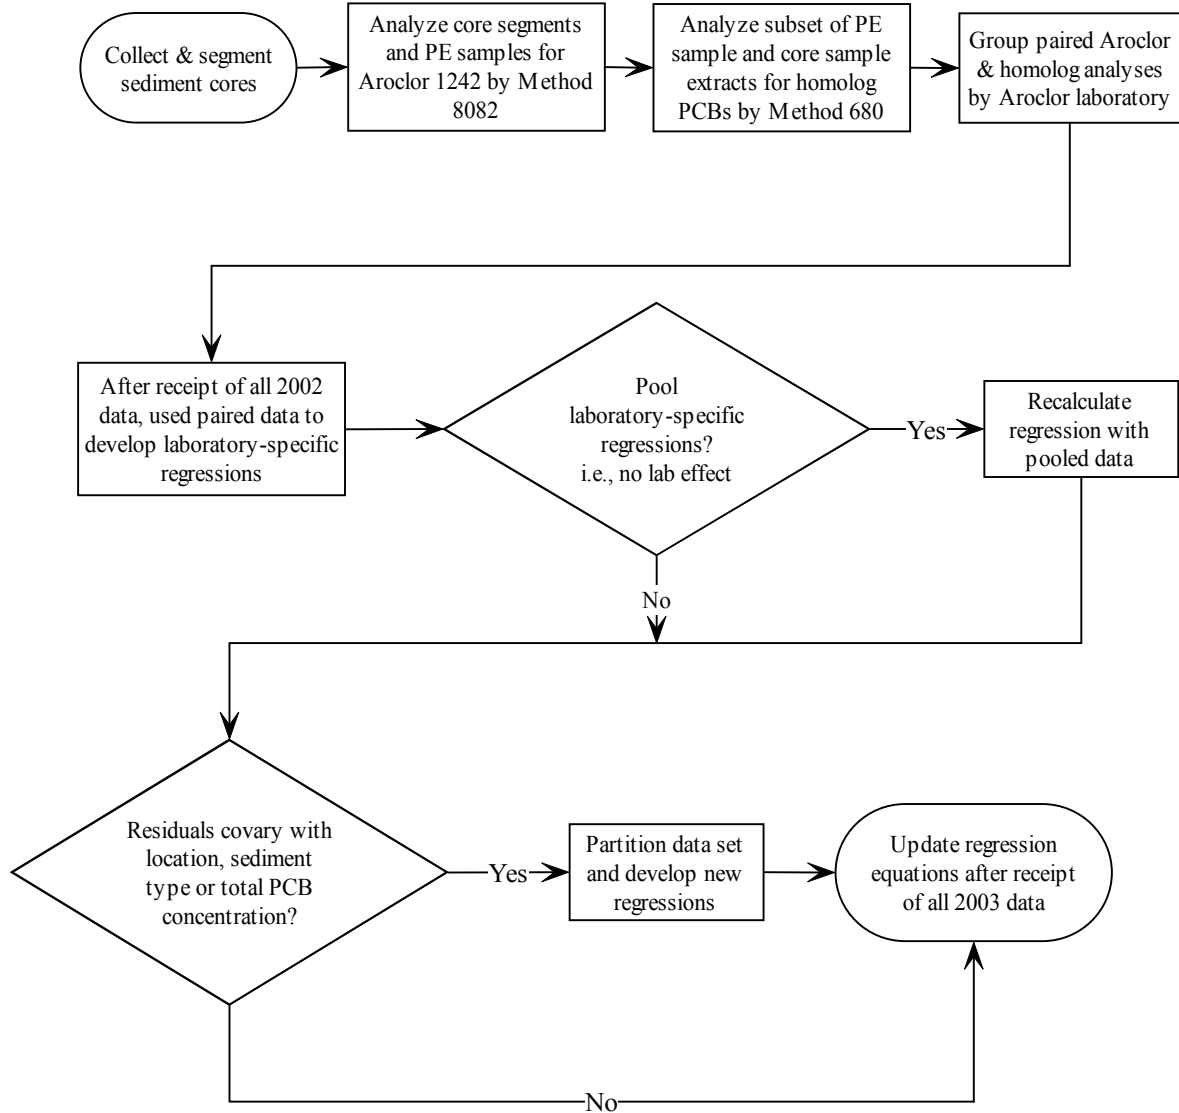 Collect & segment
sediment cores
Analyze core segments
and PE samples for
Aroclor 1242 by Method
8082
Analyze subset of PE
sample and core sample
extracts for homolog
PCBs by Method 680
Group paired Aroclor
& homolog analyses
by Aroclor laboratory
After receipt of all 2002
data, used paired data to
develop laboratory-specific
regressions
Pool
laboratory-specific
regressions?
i.e., no lab effect
Yes
Recalculate
regression with
pooled data
No
Residuals covary with
location, sediment
type or total PCB
concentration?
Yes
Partition data set
and develop new
regressions
Update regression
equations after receipt
of all 2003 data
No